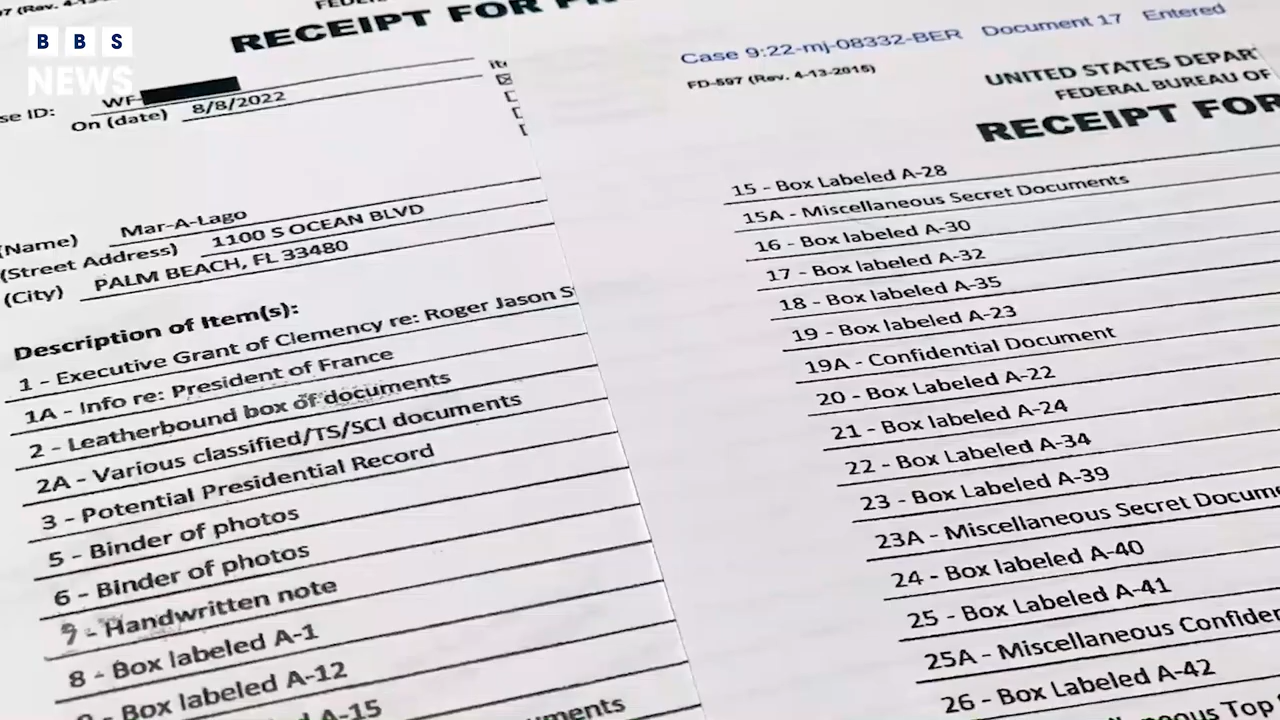 BBS
NEWS
RECEIPT FOR
se ID:
WF-
On (date) 8/8/2022
(Name) Mar-A-Lago
(Street Address) 1100 S OCEAN BLVD
(City) PALM BEACH, FL 33480
Description of Item(s):
1 - Executive Grant of Clemency re: Roger Jason S
1A - Info re: President of France
2 - Leatherbound box of documents
2A - Various classified/TS/SCI documents
3 - Potential Presidential Record
5 - Binder of photos
6 - Binder of photos
7 - Handwritten note
8 - Box labeled A-1
9 - Box labeled A-12
d A-15
ments
Case 9:22-mj-08332-BER Document 17 Entered
FD-597 (Rev. 4-13-2015)
UNITED STATES DEPAR
FEDERAL BUREAU OF
RECEIPT FOR
15 - Box Labeled A-28
15A - Miscellaneous Secret Documents
16 - Box labeled A-30
17 - Box labeled A-32
18 - Box labeled A-35
19 - Box labeled A-23
19A - Confidential Document
20 - Box Labeled A-22
21 - Box labeled A-24
22 - Box Labeled A-34
23 - Box Labeled A-39
23A - Miscellaneous Secret Docume
24 - Box labeled A-40
25 - Box Labeled A-41
25A - Miscellaneous Confiden
26 - Box Labeled A-42
Top